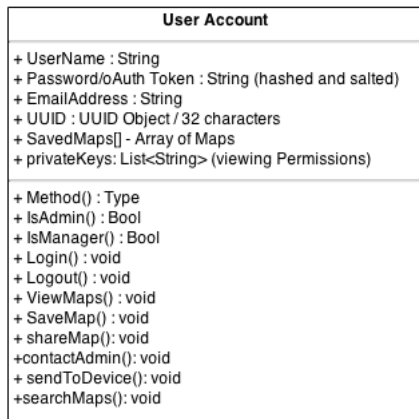 User Account
+ UserName : String
+ Password/oAuth Token : String (hashed and salted)
+ EmailAddress : String
+ UUID : UUID Object / 32 characters
+ SavedMaps[] - Array of Maps
+ privateKeys: List<String> (viewing Permissions)
+ Method() : Type
+ IsAdmin() : Bool
+ IsManager() : Bool
+ Login() : void
+ Logout() : void
+ ViewMaps() : void
+ SaveMap() : void
+ shareMap(): void
+contactAdmin(): void
+ sendToDevice(): void
+searchMaps(): void